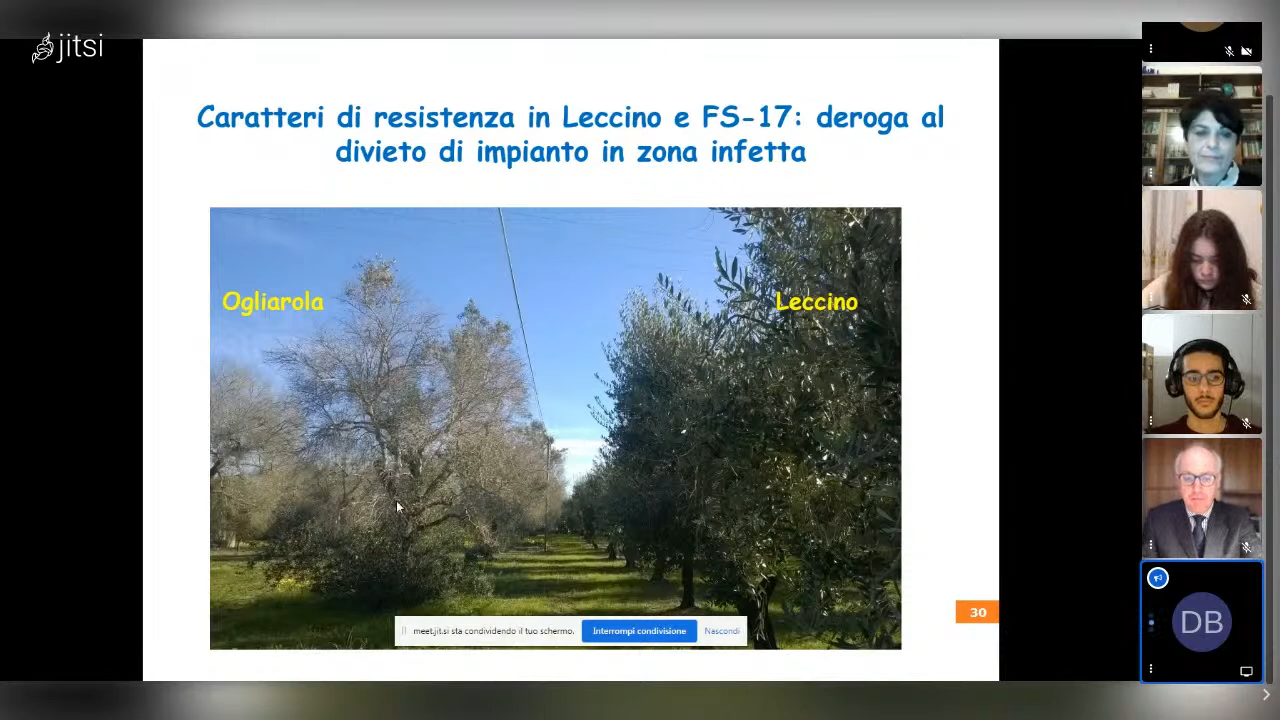 jitsi
Caratteri di resistenza in Leccino e FS-17: deroga al
divieto di impianto in zona infetta
Ogliarola
Leccino
30
meet.jit.si sta condividendo il tuo schermo.
Interrompi condivisione
Nascondi
DB